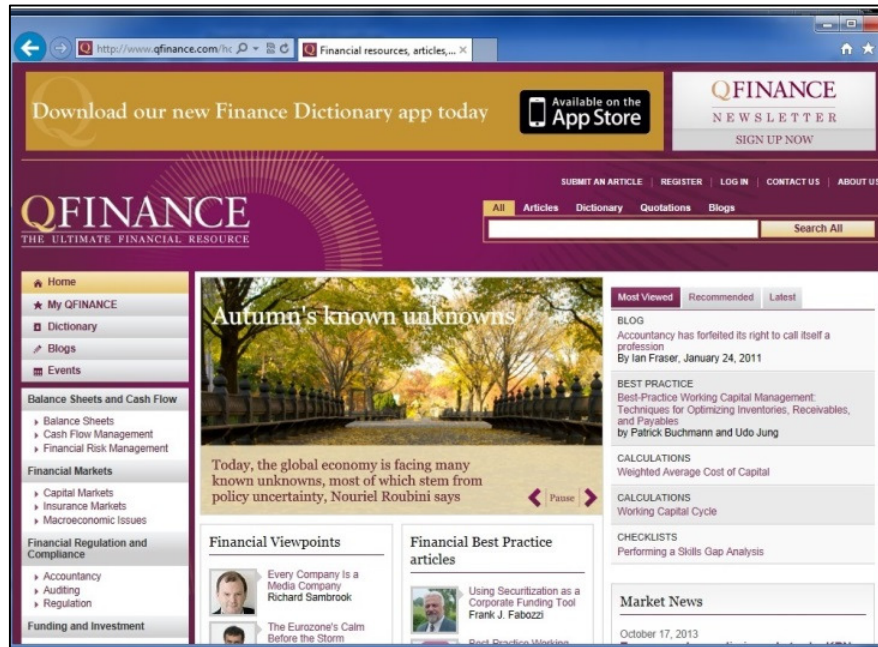 http://www.qfinance.com/hc
Financial resources, articles,...
Download our new Finance Dictionary app today
Available on the
App Store
QFINANCE
NEWSLETTER
SIGN UP NOW
SUBMIT AN ARTICLE | REGISTER | LOG IN | CONTACT US | ABOUT US
QFINANCE
THE ULTIMATE FINANCIAL RESOURCE
All Articles Dictionary Quotations Blogs
Search All
Home
My QFINANCE
Dictionary
Blogs
Events
Balance Sheets and Cash Flow
Balance Sheets
Cash Flow Management
Financial Risk Management
Financial Markets
Capital Markets
Insurance Markets
Macroeconomic Issues
Financial Regulation and
Compliance
Accountancy
Auditing
Regulation
Funding and Investment
Autumn's known unknowns
Today, the global economy is facing many
known unknowns, most of which stem from
policy uncertainty, Nouriel Roubini says
Pause
Financial Viewpoints
Every Company Is a
Media Company
Richard Sambrook
The Eurozone's Calm
Before the Storm
Financial Best Practice
articles
Using Securitization as a
Corporate Funding Tool
Frank J. Fabozzi
Best-Practice Working
Most Viewed Recommended Latest
BLOG
Accountancy has forfeited its right to call itself a
profession
By Ian Fraser, January 24, 2011
BEST PRACTICE
Best-Practice Working Capital Management:
Techniques for Optimizing Inventories, Receivables,
and Payables
by Patrick Buchmann and Udo Jung
CALCULATIONS
Weighted Average Cost of Capital
CALCULATIONS
Working Capital Cycle
CHECKLISTS
Performing a Skills Gap Analysis
Market News
October 17, 2013